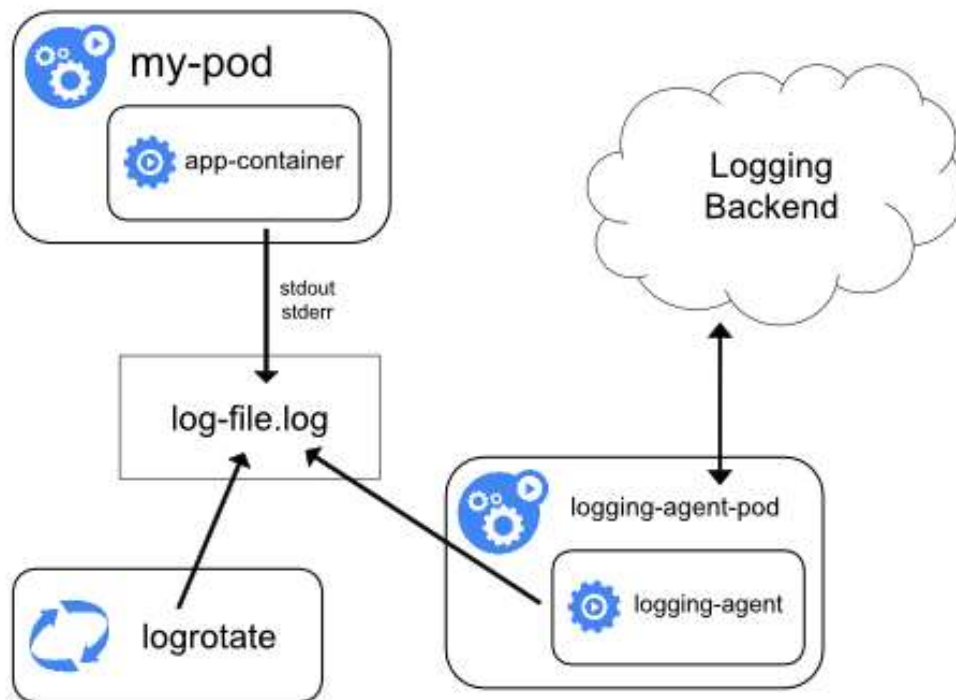 my-pod
app-container
Logging
Backend
stdout
stderr
log-file.log
logging-agent-pod
logging-agent
logrotate